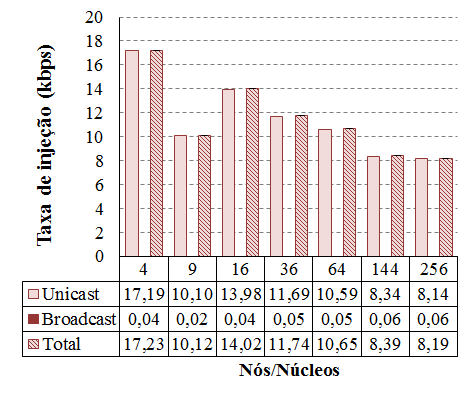 20
18
16
14
12
10
8
6
4
2
0
Taxa de injeção (kbps)
4 9 16 36 64 144 256
Unicast 17,19 10,10 13,98 11,69 10,59 8,34 8,14
Broadcast 0,04 0,02 0,04 0,05 0,05 0,06 0,06
Total 17,23 10,12 14,02 11,74 10,65 8,39 8,19
Nós/Núcleos